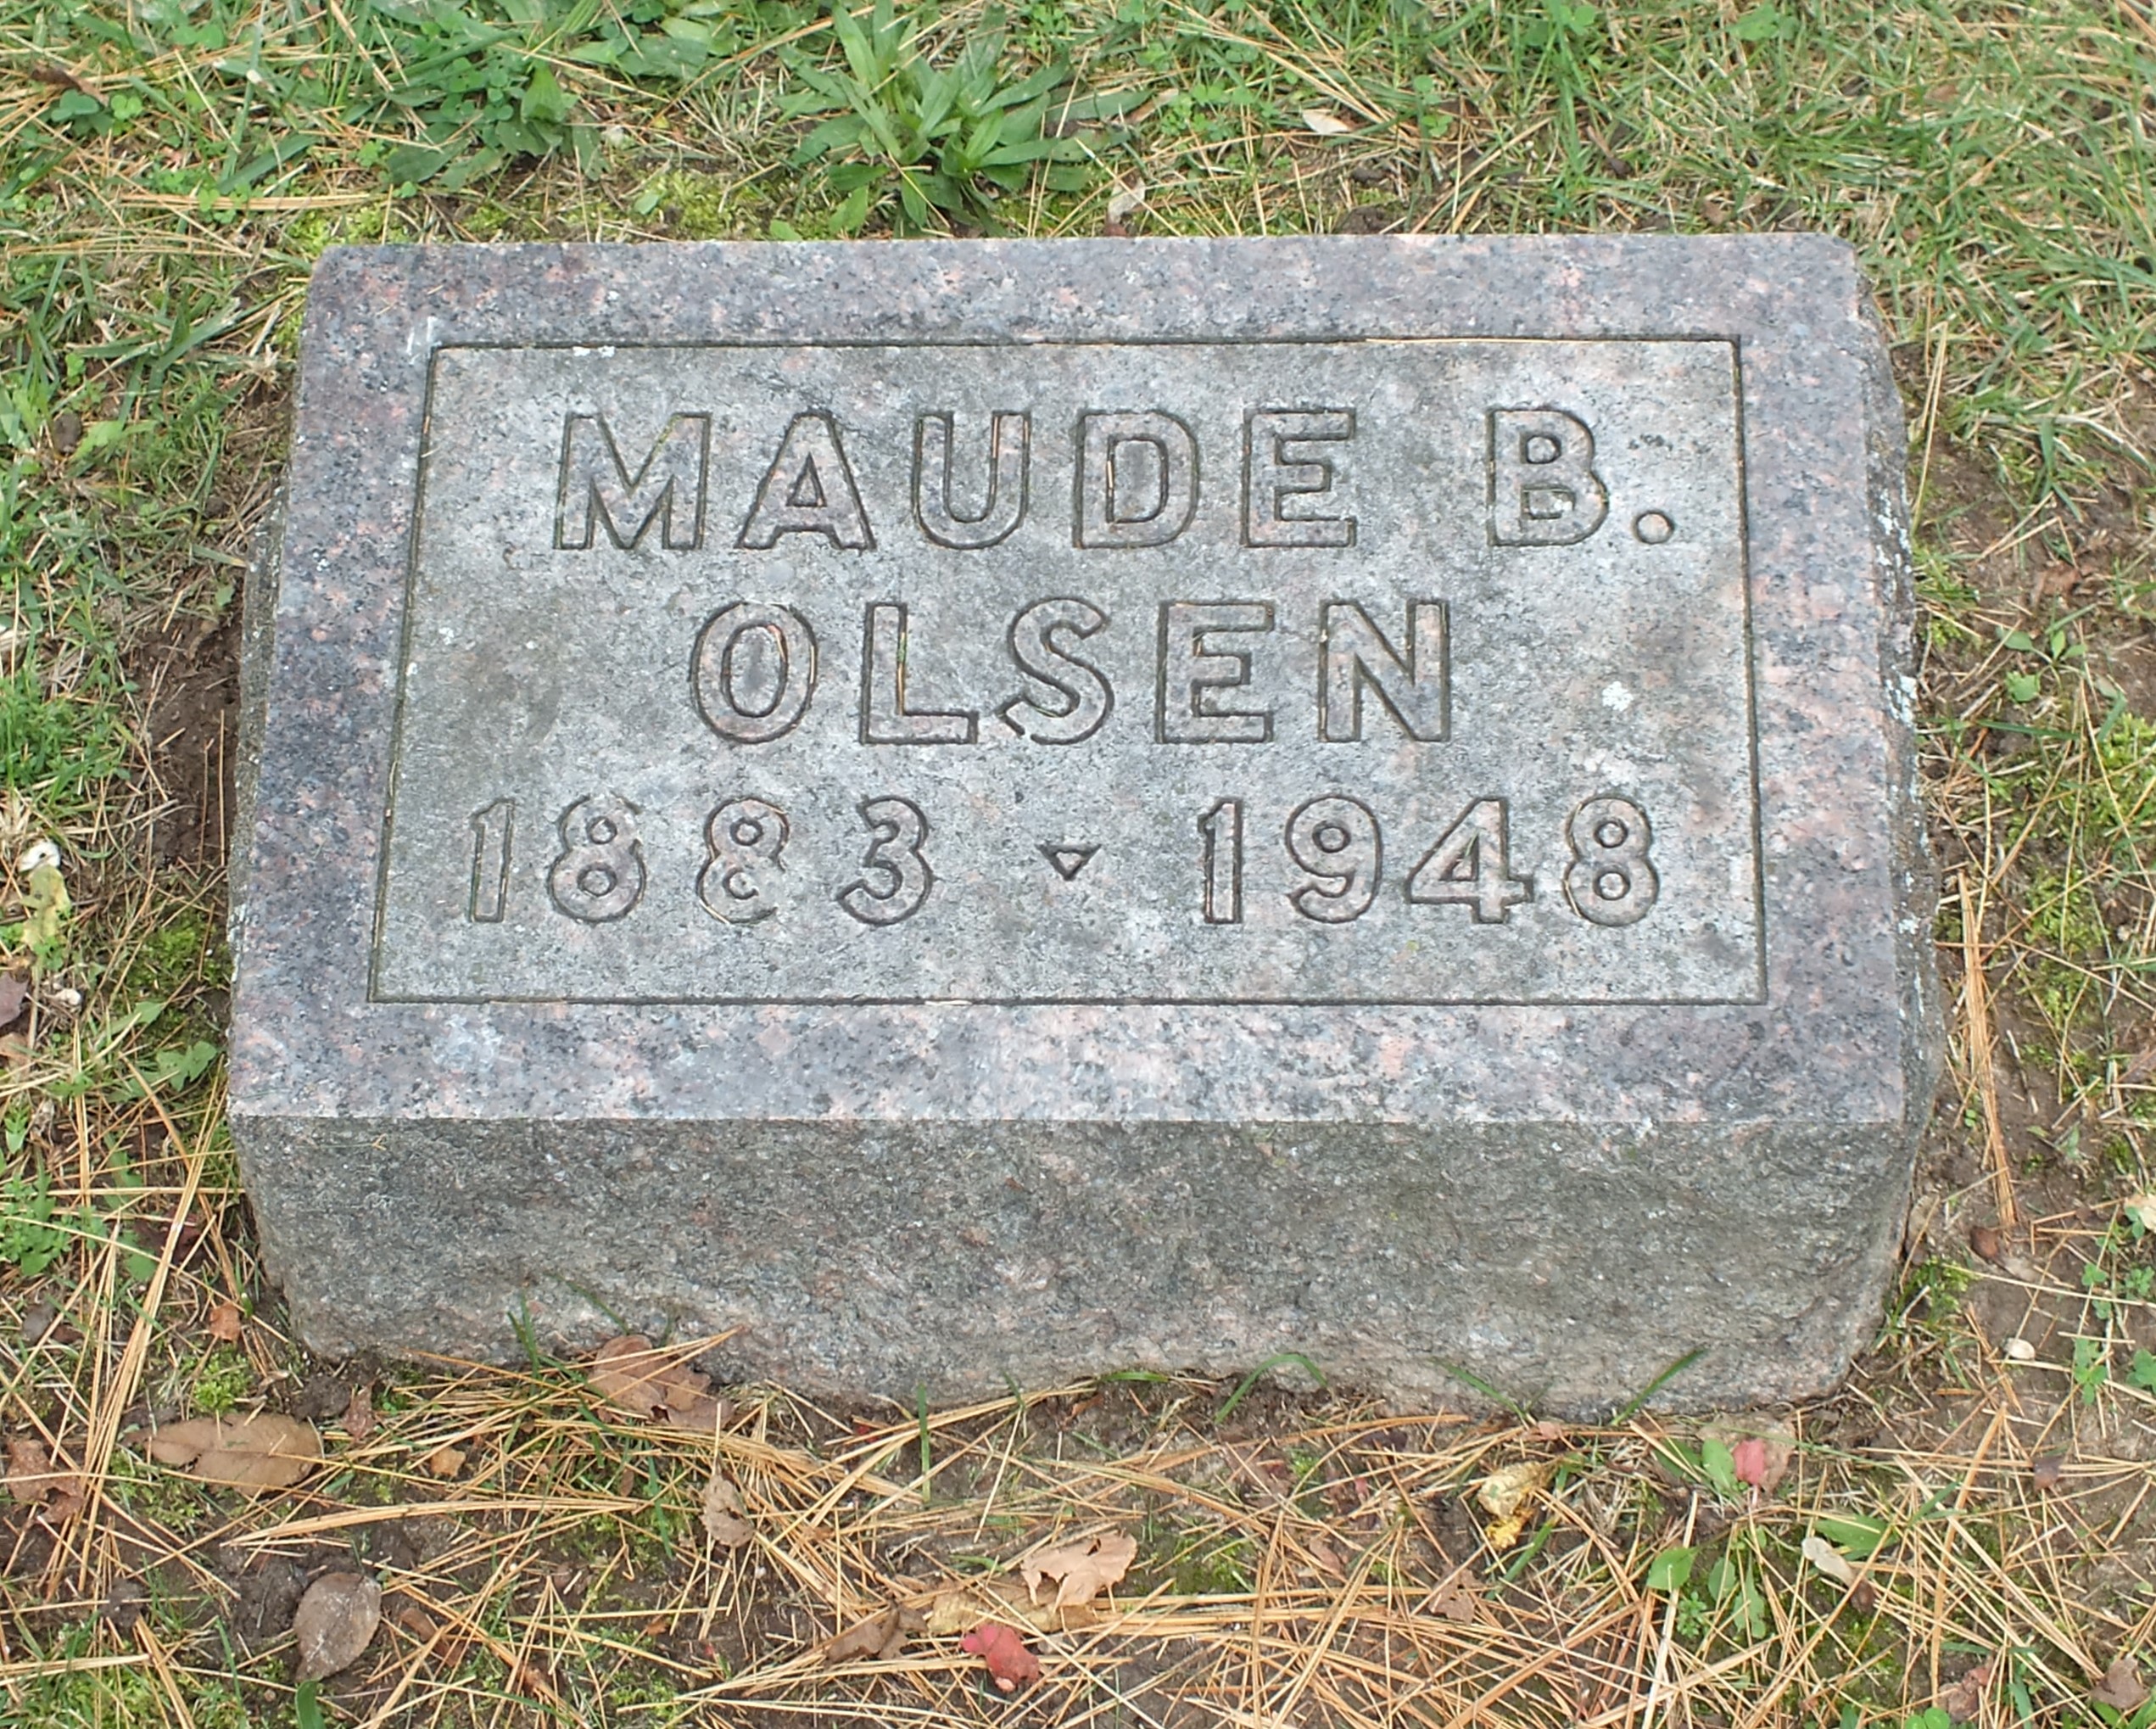 MAUDE B.
OLSEN
1883 ▾ 1948